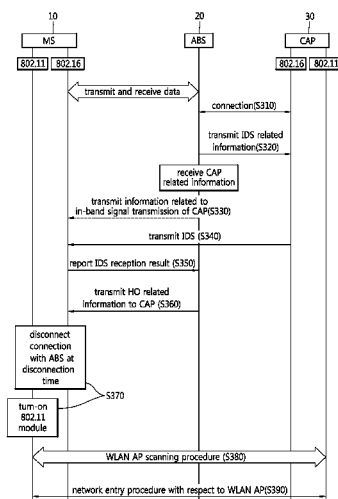 10
20
30
MS
ABS
CAP
802.11
802.16
802.16
802.11
transmit and receive data
connection(S310)
transmit IDS related
information(S320)
receive CAP
related information
transmit information related to
in-band signal transmission of CAP(S330)
transmit IDS (S340)
report IDS reception result (S350)
transmit HO related
information to CAP (S360)
disconnect
connection
with ABS at
disconnection
time
S370
turn-on
802.11
module
WLAN AP scanning procedure (S380)
network entry procedure with respect to WLAN AP(S390)